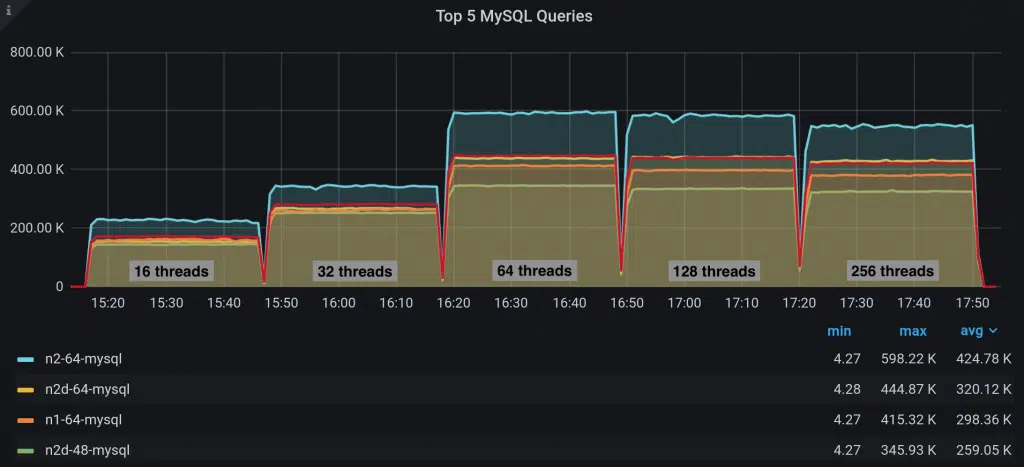 i
Top 5 MySQL Queries
800.00 K
600.00 K
400.00 K
200.00 K
0
16 threads 32 threads 64 threads 128 threads 256 threads
15:20 15:30 15:40 15:50 16:00 16:10 16:20 16:30 16:40 16:50 17:00 17:10 17:20 17:30 17:40 17:50
min max avg
n2-64-mysql 4.27 598.22 K 424.78 K
n2d-64-mysql 4.28 444.87 K 320.12 K
n1-64-mysql 4.27 415.32 K 298.36 K
n2d-48-mysql 4.27 345.93 K 259.05 K